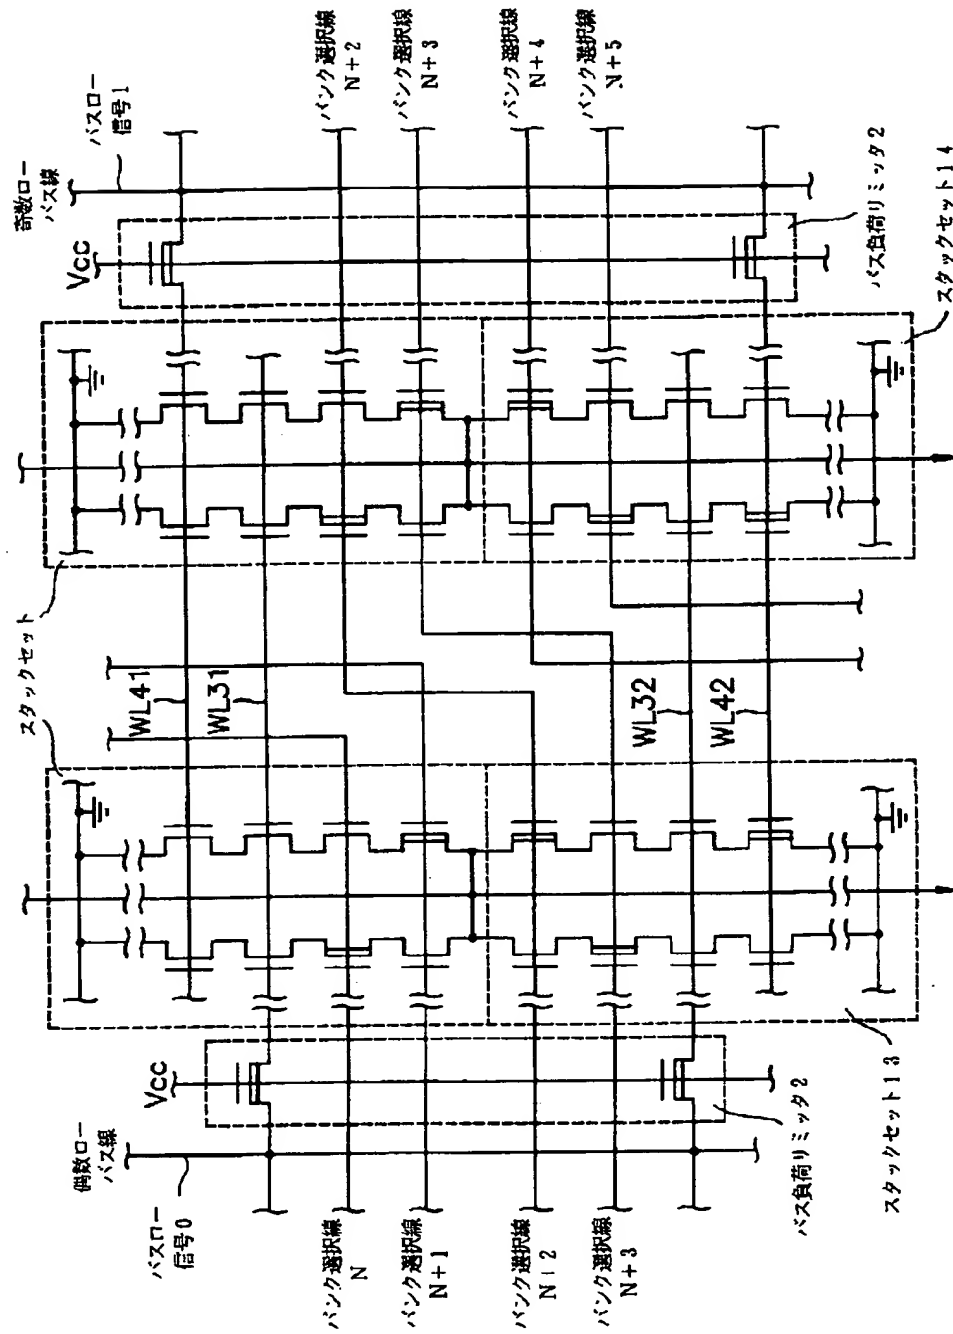 奇数ロー
バス線
バスロー
信号1
Vcc
バンク選択線
N+2
バンク選択線
N+3
バンク選択線
N+4
バンク選択線
N+5
バス負荷リミッタ2
スタックセット14
スタックセット
WL41
WL31
WL32
WL42
Vcc
偶数ロー
バス線
バスロー
信号0
バンク選択線
N
バンク選択線
N+1
バンク選択線
N+2
バンク選択線
N+3
バス負荷リミッタ2
スタックセット13